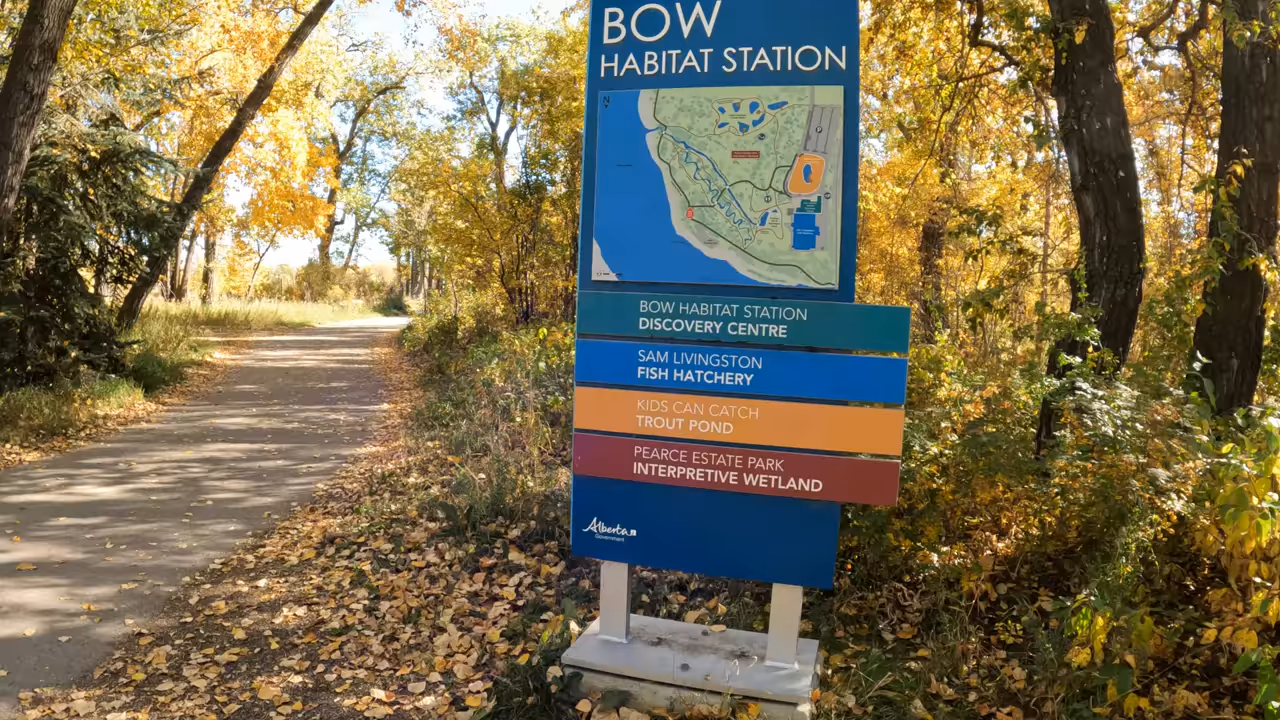 BOW
HABITAT STATION
N
BOW HABITAT STATION
DISCOVERY CENTRE
SAM LIVINGSTON
FISH HATCHERY
KIDS CAN CATCH
TROUT POND
PEARCE ESTATE PARK
INTERPRETIVE WETLAND
Alberta
Government